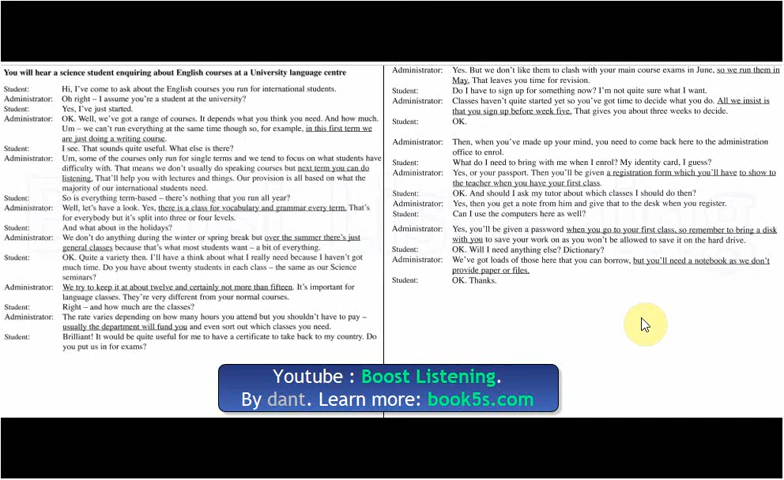 You will hear a science student enquiring about English courses at a University language centre
Student: Hi, I've come to ask about the English courses you run for international students.
Administrator: Oh right – I assume you're a student at the university?
Student: Yes, I've just started.
Administrator: OK. Well, we've got a range of courses. It depends what you think you need. And how much.
Um – we can't run everything at the same time though so, for example, in this first term we
are just doing a writing course.
Student: I see. That sounds quite useful. What else is there?
Administrator: Um, some of the courses only run for single terms and we tend to focus on what students have
difficulty with. That means we don't usually do speaking courses but next term you can do
listening. That'll help you with lectures and things. Our provision is all based on what the
majority of our international students need.
Student: So is everything term-based – there's nothing that you run all year?
Administrator: Well, let's have a look. Yes, there is a class for vocabulary and grammar every term. That's
for everybody but it's split into three or four levels.
Student: And what about in the holidays?
Administrator: We don't do anything during the winter or spring break but over the summer there's just
general classes because that's what most students want – a bit of everything.
Student: OK. Quite a variety then. I'll have a think about what I really need because I haven't got
much time. Do you have about twenty students in each class – the same as our Science
seminars?
Administrator: We try to keep it at about twelve and certainly not more than fifteen. It's important for
language classes. They're very different from your normal courses.
Student: Right – and how much are the classes?
Administrator: The rate varies depending on how many hours you attend but you shouldn't have to pay –
usually the department will fund you and even sort out which classes you need.
Student: Brilliant! It would be quite useful for me to have a certificate to take back to my country. Do
you put us in for exams?
Administrator: Yes. But we don't like them to clash with your main course exams in June, so we run them in
May. That leaves you time for revision.
Student: Do I have to sign up for something now? I'm not quite sure what I want.
Administrator: Classes haven't quite started yet so you've got time to decide what you do. All we insist is
that you sign up before week five. That gives you about three weeks to decide.
Student: OK.
Administrator: Then, when you've made up your mind, you need to come back here to the administration
office to enrol.
Student: What do I need to bring with me when I enrol? My identity card, I guess?
Administrator: Yes, or your passport. Then you'll be given a registration form which you'll have to show to
the teacher when you have your first class.
Student: OK. And should I ask my tutor about which classes I should do then?
Administrator: Yes, then you get a note from him and give that to the desk when you register.
Student: Can I use the computers here as well?
Administrator: Yes, you'll be given a password when you go to your first class, so remember to bring a disk
with you to save your work on as you won't be allowed to save it on the hard drive.
Student: OK. Will I need anything else? Dictionary?
Administrator: We've got loads of those here that you can borrow, but you'll need a notebook as we don't
provide paper or files.
Student: OK. Thanks.
Youtube : Boost Listening.
By dant. Learn more: book5s.com